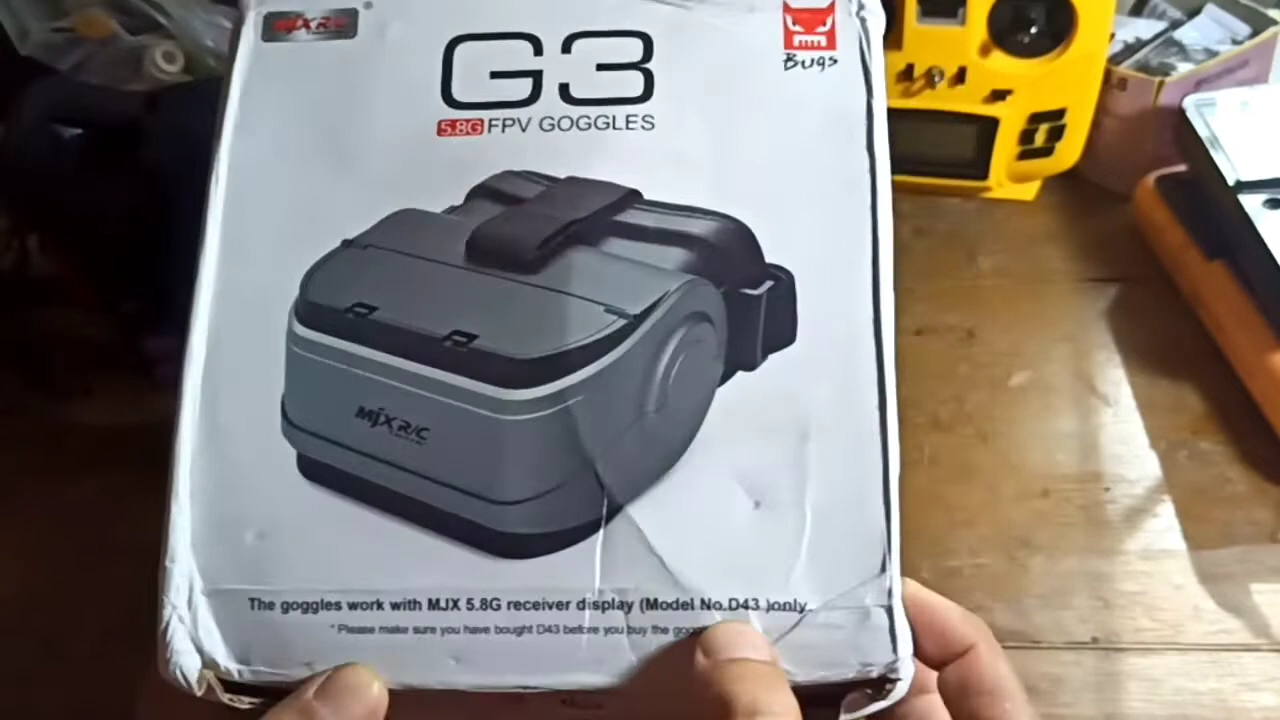 MJX R/C
Bugs
G3
5.8G FPV GOGGLES
MJX R/C
The goggles work with MJX 5.8G receiver display (Model No.D43 )only.
* Please make sure you have bought D43 before you buy the